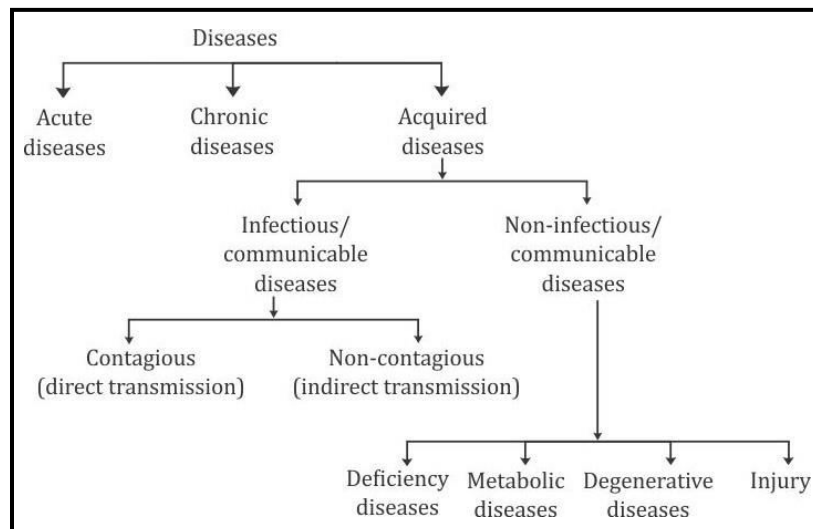 Diseases
Acute
diseases
Chronic
diseases
Acquired
diseases
Infectious/
communicable
diseases
Non-infectious/
communicable
diseases
Contagious
(direct transmission)
Non-contagious
(indirect transmission)
Deficiency
diseases
Metabolic
diseases
Degenerative
diseases
Injury